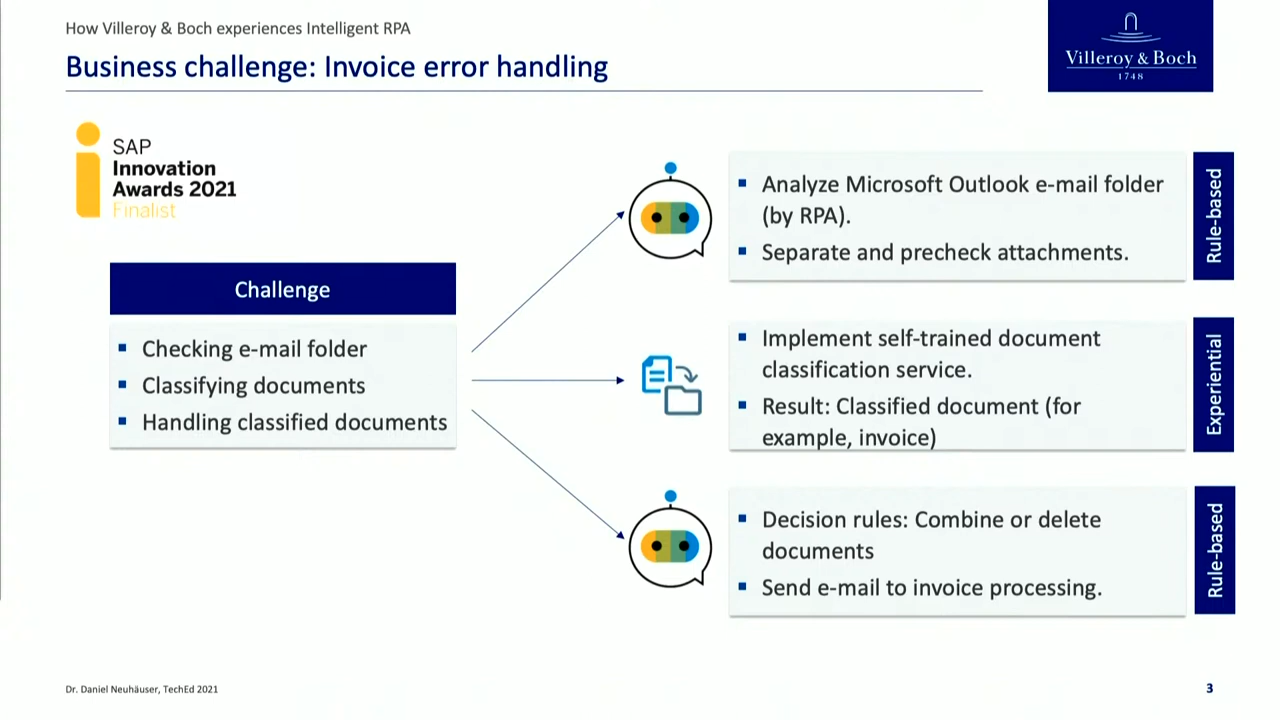 How Villeroy & Boch experiences Intelligent RPA
Business challenge: Invoice error handling
Villeroy & Boch
1748
SAP
Innovation
Awards 2021
Finalist
Challenge
▪ Checking e-mail folder
▪ Classifying documents
▪ Handling classified documents
▪ Analyze Microsoft Outlook e-mail folder
(by RPA).
▪ Separate and precheck attachments.
Rule-based
▪ Implement self-trained document
classification service.
▪ Result: Classified document (for
example, invoice)
Experiential
▪ Decision rules: Combine or delete
documents
▪ Send e-mail to invoice processing.
Rule-based
Dr. Daniel Neuhäuser, TechEd 2021
3